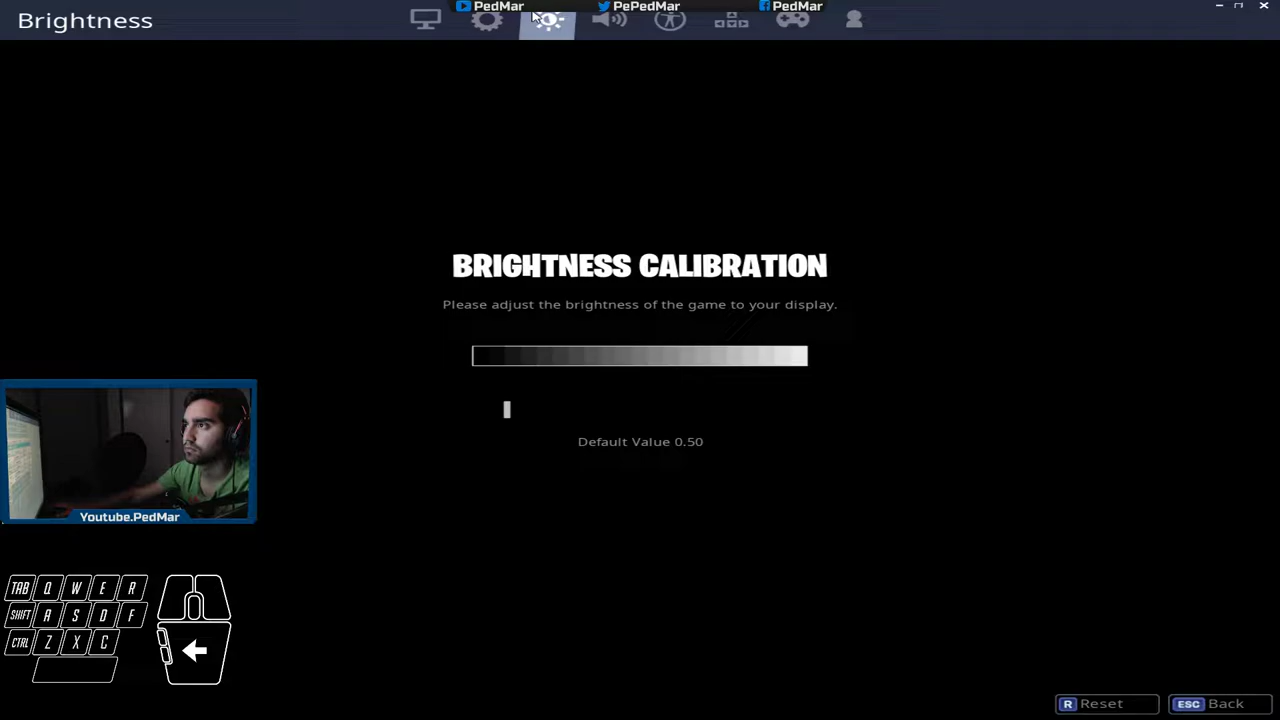 Brightness
PedMar
PePedMar
PedMar
BRIGHTNESS CALIBRATION
Please adjust the brightness of the game to your display.
Default Value 0.50
Youtube.PedMar
TAB Q W E R
SHIFT A S D F
CTRL Z X C
R Reset
ESC Back